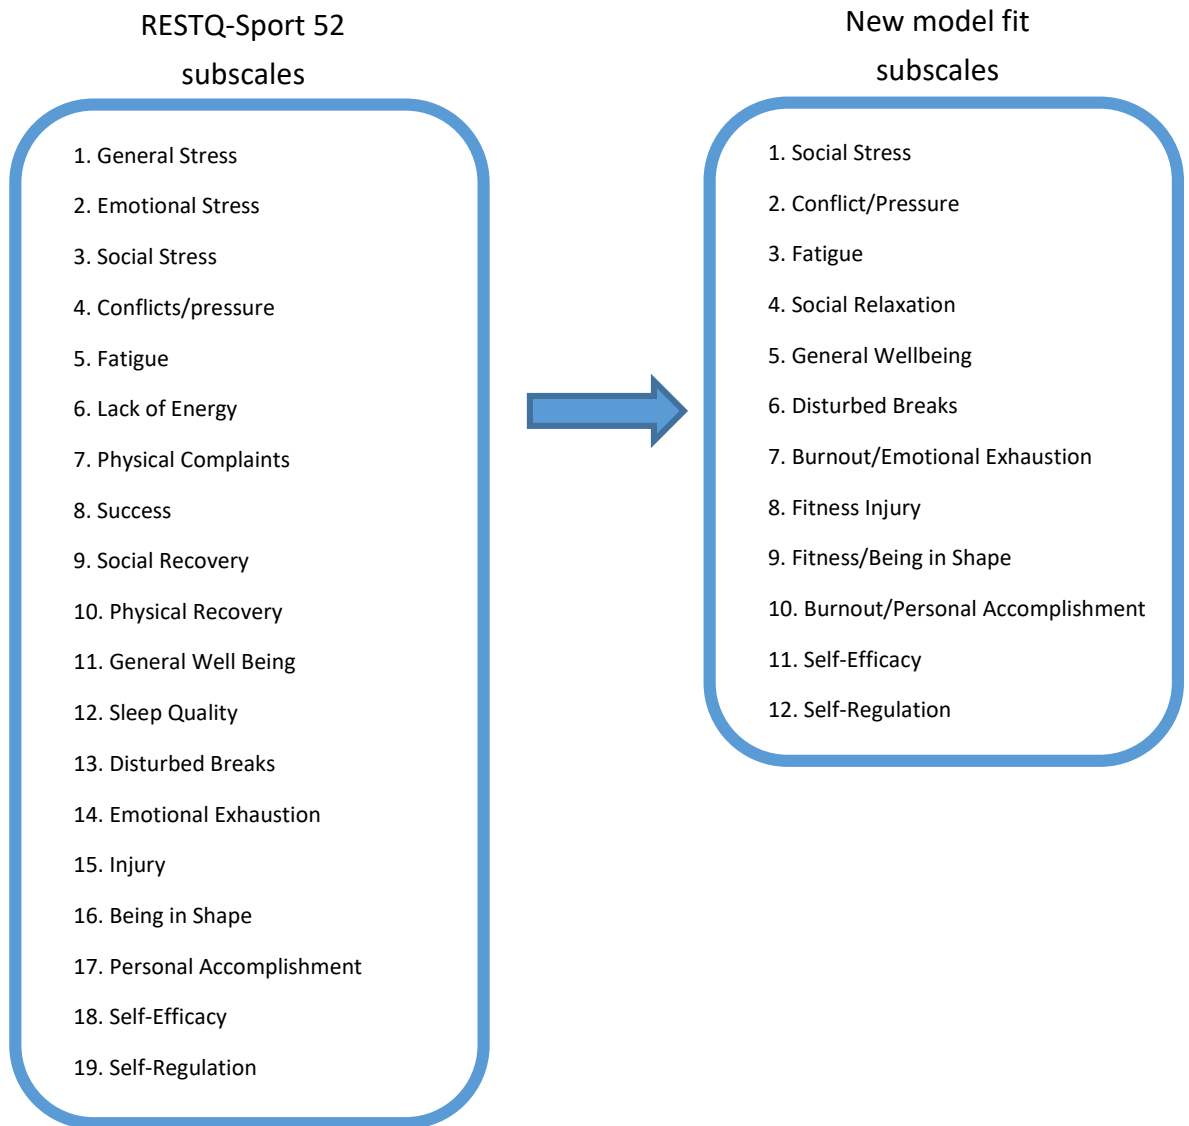 RESTQ-Sport 52
subscales
1. General Stress
2. Emotional Stress
3. Social Stress
4. Conflicts/pressure
5. Fatigue
6. Lack of Energy
7. Physical Complaints
8. Success
9. Social Recovery
10. Physical Recovery
11. General Well Being
12. Sleep Quality
13. Disturbed Breaks
14. Emotional Exhaustion
15. Injury
16. Being in Shape
17. Personal Accomplishment
18. Self-Efficacy
19. Self-Regulation
New model fit
subscales
1. Social Stress
2. Conflict/Pressure
3. Fatigue
4. Social Relaxation
5. General Wellbeing
6. Disturbed Breaks
7. Burnout/Emotional Exhaustion
8. Fitness Injury
9. Fitness/Being in Shape
10. Burnout/Personal Accomplishment
11. Self-Efficacy
12. Self-Regulation